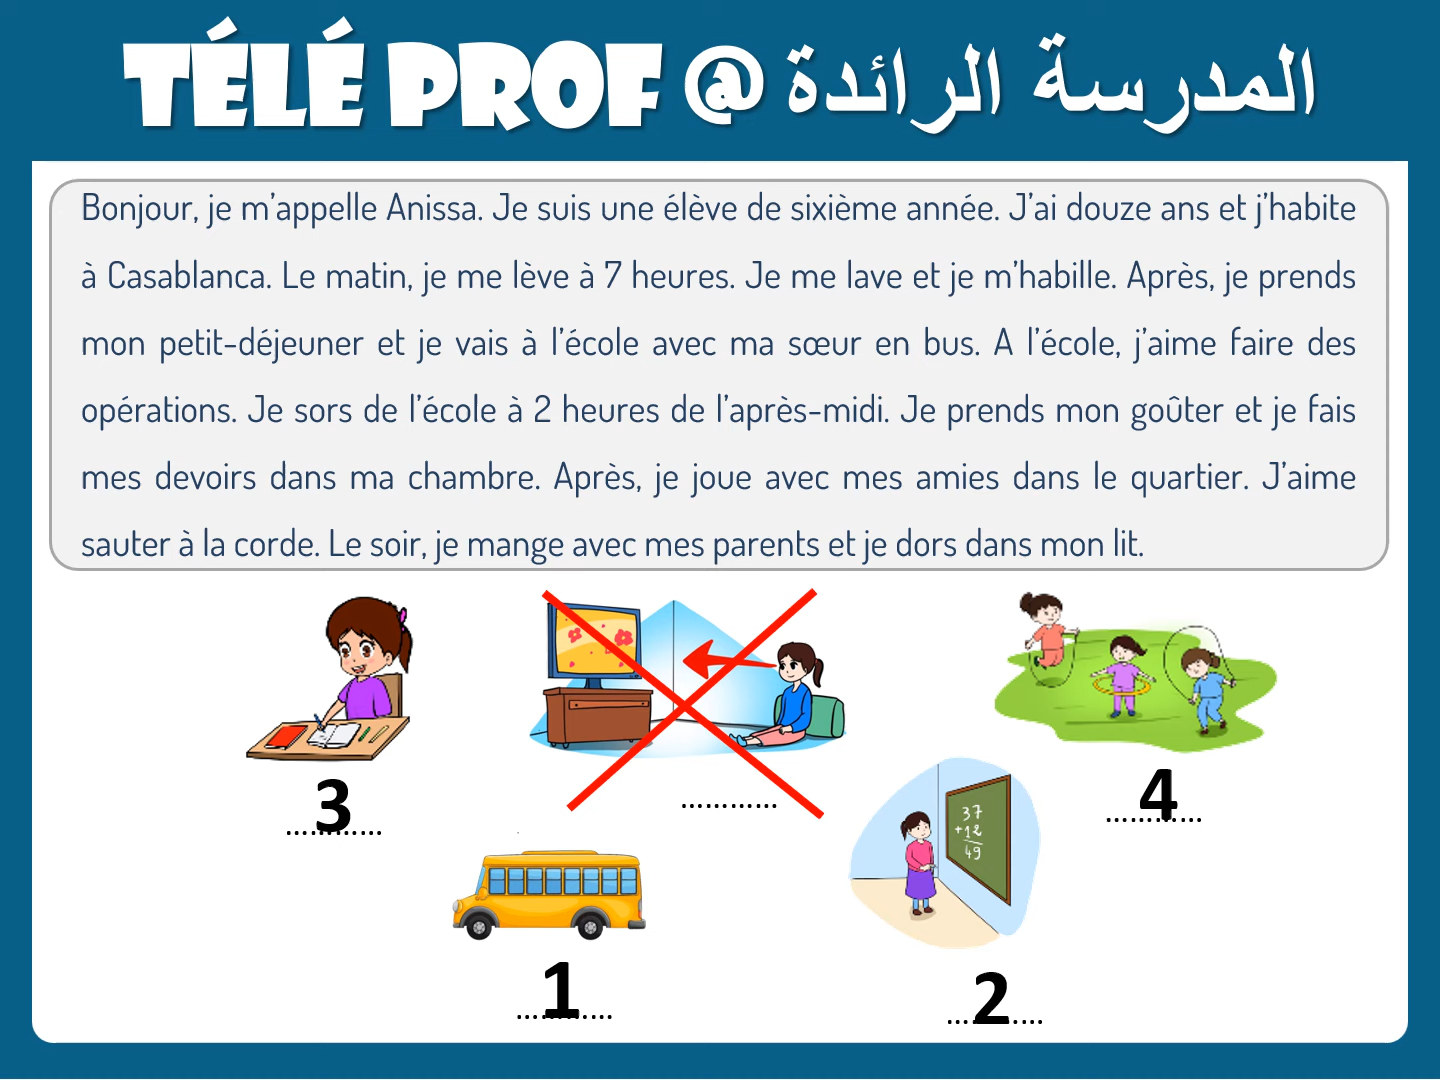 TÉLÉ PROF @ المدرسة الرائدة
Bonjour, je m'appelle Anissa. Je suis une élève de sixième année. J'ai douze ans et j'habite
à Casablanca. Le matin, je me lève à 7 heures. Je me lave et je m'habille. Après, je prends
mon petit-déjeuner et je vais à l'école avec ma sœur en bus. A l'école, j'aime faire des
opérations. Je sors de l'école à 2 heures de l'après-midi. Je prends mon goûter et je fais
mes devoirs dans ma chambre. Après, je joue avec mes amies dans le quartier. J'aime
sauter à la corde. Le soir, je mange avec mes parents et je dors dans mon lit.
3
…………
4
37
+12
49
1
2